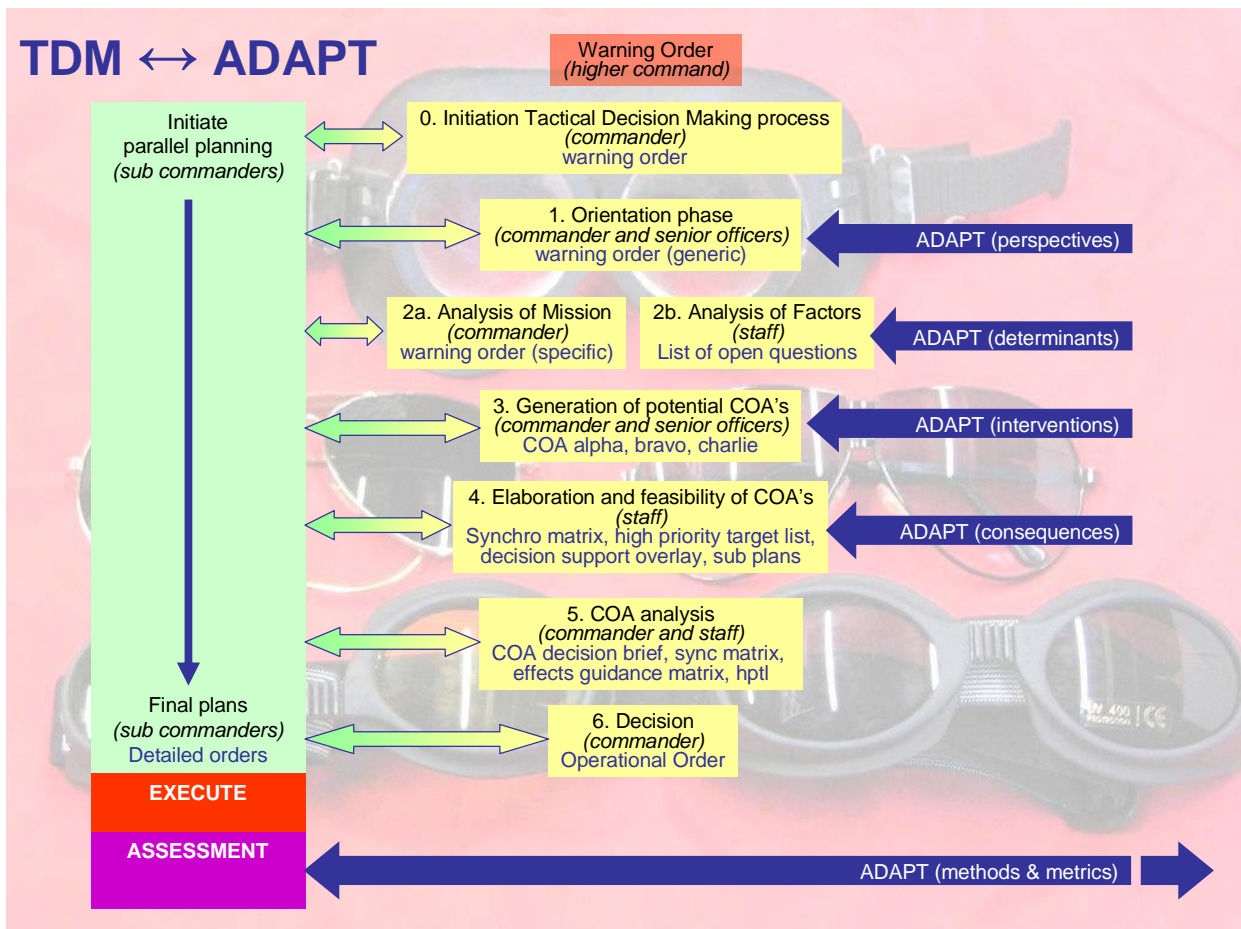 TDM ↔ ADAPT
Warning Order
(higher command)
Initiate
parallel planning
(sub commanders)
0. Initiation Tactical Decision Making process
(commander)
warning order
1. Orientation phase
(commander and senior officers)
warning order (generic)
ADAPT (perspectives)
2a. Analysis of Mission
(commander)
warning order (specific)
2b. Analysis of Factors
(staff)
List of open questions
ADAPT (determinants)
3. Generation of potential COA's
(commander and senior officers)
COA alpha, bravo, charlie
ADAPT (interventions)
4. Elaboration and feasibility of COA's
(staff)
Synchro matrix, high priority target list,
decision support overlay, sub plans
ADAPT (consequences)
5. COA analysis
(commander and staff)
COA decision brief, sync matrix,
effects guidance matrix, hptl
Final plans
(sub commanders)
Detailed orders
6. Decision
(commander)
Operational Order
UV 400
PROTECTION
CE
EXECUTE
ASSESSMENT
ADAPT (methods & metrics)